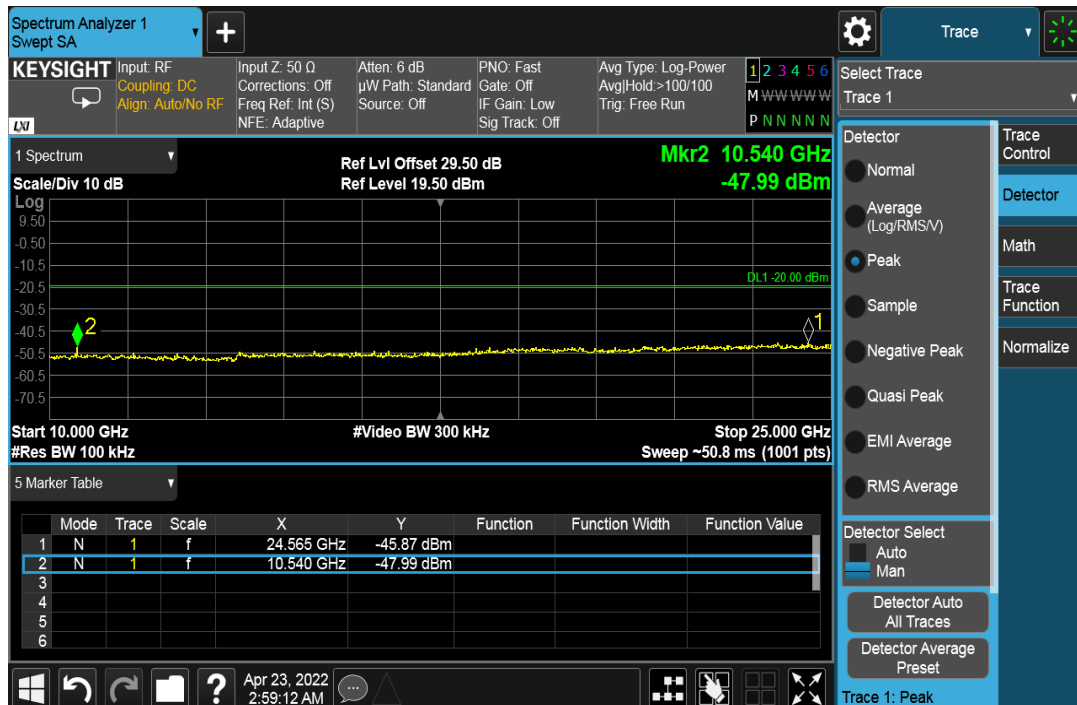 Spectrum Analyzer 1
Swept SA
+
Trace
KEYSIGHT
LXI
Input: RF
Coupling: DC
Align: Auto/No RF
Input Z: 50 Ω
Corrections: Off
Freq Ref: Int (S)
NFE: Adaptive
Atten: 6 dB
µW Path: Standard
Source: Off
PNO: Fast
Gate: Off
IF Gain: Low
Sig Track: Off
Avg Type: Log-Power
Avg|Hold:>100/100
Trig: Free Run
1 2 3 4 5 6
M W W W W W W
P N N N N N
Select Trace
Trace 1
1 Spectrum
Scale/Div 10 dB
Ref Lvl Offset 29.50 dB
Ref Level 19.50 dBm
Mkr2 10.540 GHz
-47.99 dBm
Log
9.50
-0.50
-10.5
-20.5
-30.5
-40.5
-50.5
-60.5
-70.5
DL1 -20.00 dBm
2
1
Start 10.000 GHz
#Video BW 300 kHz
Stop 25.000 GHz
#Res BW 100 kHz
Sweep ~50.8 ms (1001 pts)
5 Marker Table
Mode Trace Scale X Y Function Function Width Function Value
1 N 1 f 24.565 GHz -45.87 dBm
2 N 1 f 10.540 GHz -47.99 dBm
3
4
5
6
?
Apr 23, 2022
2:59:12 AM
Detector
Normal
Average
(Log/RMS/V)
Peak
Sample
Negative Peak
Quasi Peak
EMI Average
RMS Average
Detector Select
Auto
Man
Detector Auto
All Traces
Detector Average
Preset
Trace 1: Peak
Trace
Control
Detector
Math
Trace
Function
Normalize